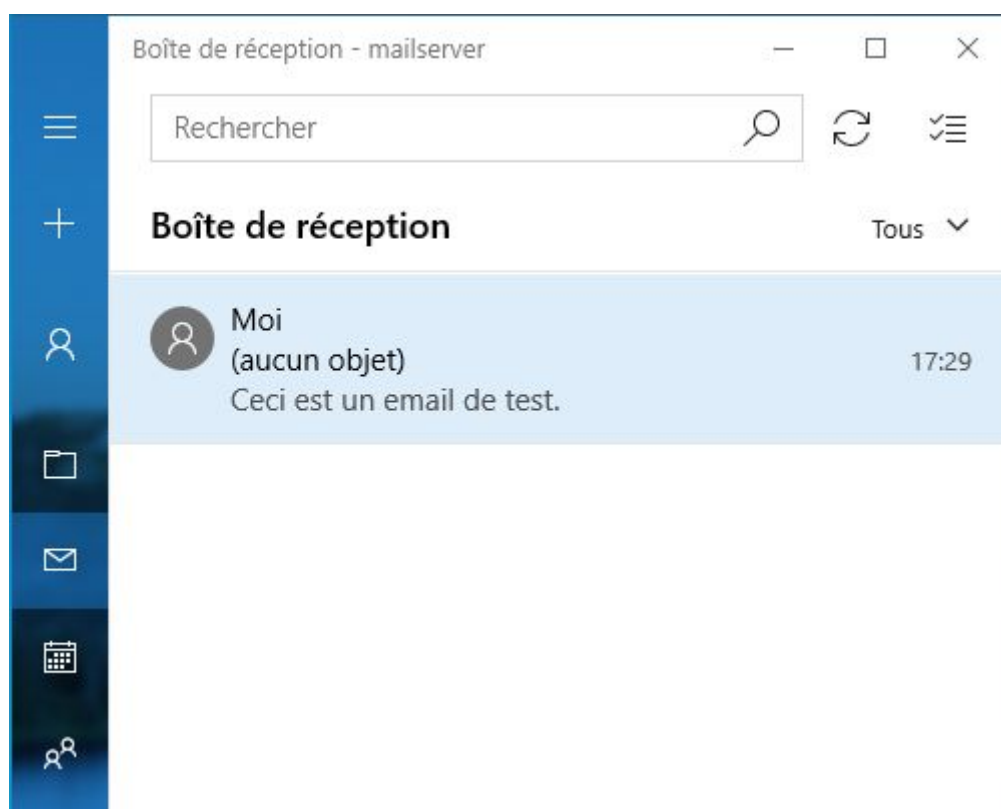 Boîte de réception - mailserver
Rechercher
Boîte de réception
Tous
Moi
(aucun objet)
17:29
Ceci est un email de test.